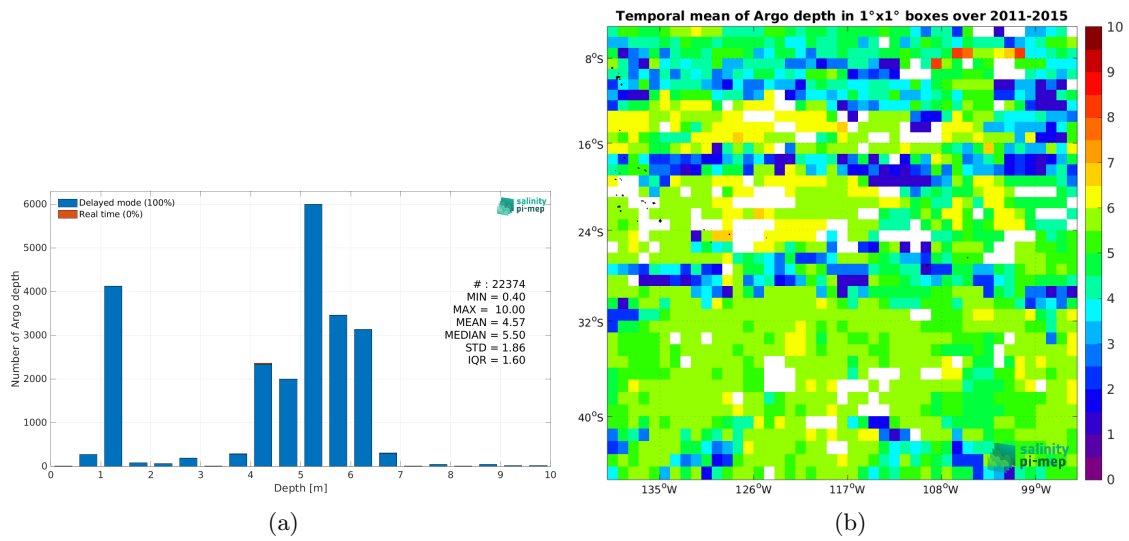 Delayed mode (100%)
Real time (0%)
salinity
pi-mep
6000
5000
4000
3000
2000
1000
0
Number of Argo depth
# : 22374
MIN = 0.40
MAX = 10.00
MEAN = 4.57
MEDIAN = 5.50
STD = 1.86
IQR = 1.60
0 1 2 3 4 5 6 7 8 9 10
Depth [m]
(a)
Temporal mean of Argo depth in 1°x1° boxes over 2011-2015
8°S
16°S
24°S
32°S
40°S
135°W 126°W 117°W 108°W 99°W
10
9
8
7
6
5
4
3
2
1
0
salinity
pi-mep
(b)